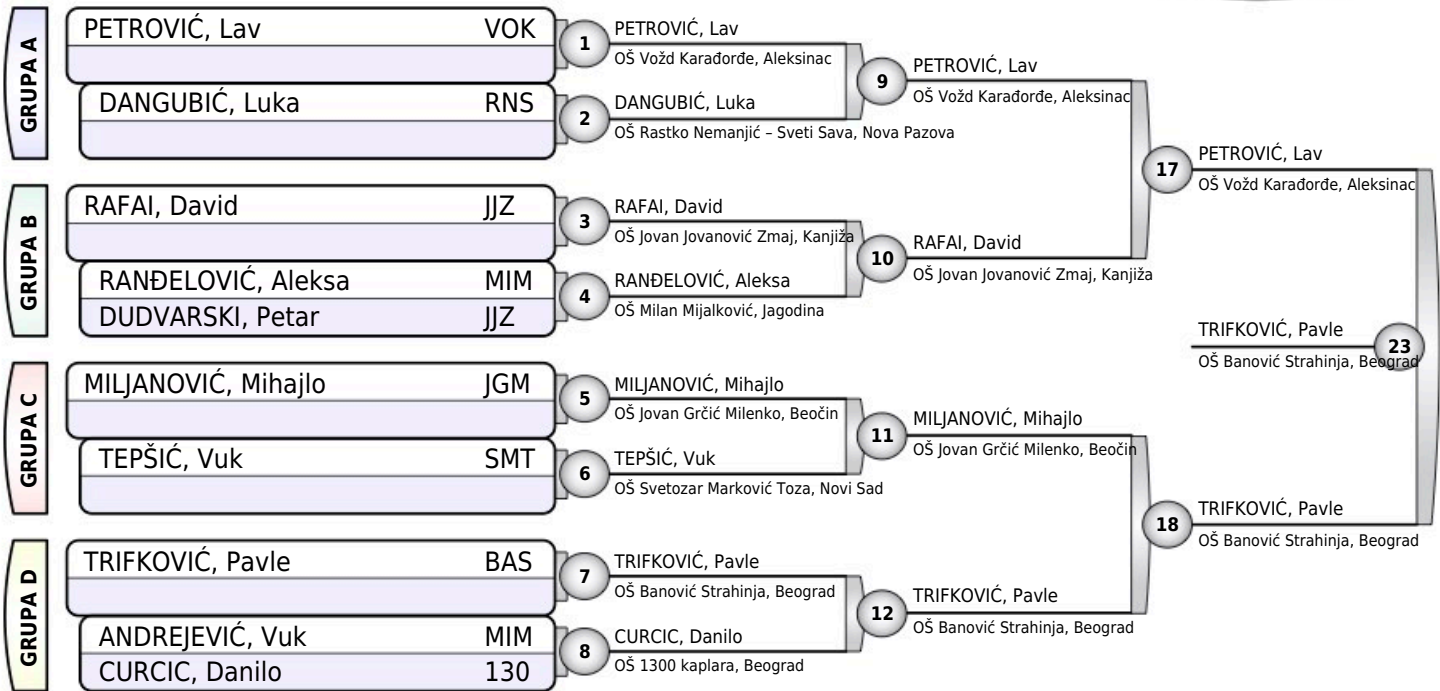 GRUPA A
PETROVIĆ, Lav VOK
DANGUBIĆ, Luka RNS
GRUPA B
RAFAI, David JJZ
RANĐELOVIĆ, Aleksa MIM
DUDVARSKI, Petar JJZ
GRUPA C
MILJANOVIĆ, Mihajlo JGM
TEPŠIĆ, Vuk SMT
GRUPA D
TRIFKOVIĆ, Pavle BAS
ANDREJEVIĆ, Vuk MIM
CURCIC, Danilo 130
1
PETROVIĆ, Lav
OŠ Vožd Karađorđe, Aleksinac
2
DANGUBIĆ, Luka
OŠ Rastko Nemanjić – Sveti Sava, Nova Pazova
3
RAFAI, David
OŠ Jovan Jovanović Zmaj, Kanjiža
4
RANĐELOVIĆ, Aleksa
OŠ Milan Mijalković, Jagodina
5
MILJANOVIĆ, Mihajlo
OŠ Jovan Grčić Milenko, Beočin
6
TEPŠIĆ, Vuk
OŠ Svetozar Marković Toza, Novi Sad
7
TRIFKOVIĆ, Pavle
OŠ Banović Strahinja, Beograd
8
CURCIC, Danilo
OŠ 1300 kaplara, Beograd
9
PETROVIĆ, Lav
OŠ Vožd Karađorđe, Aleksinac
10
RAFAI, David
OŠ Jovan Jovanović Zmaj, Kanjiža
11
MILJANOVIĆ, Mihajlo
OŠ Jovan Grčić Milenko, Beočin
12
TRIFKOVIĆ, Pavle
OŠ Banović Strahinja, Beograd
17
PETROVIĆ, Lav
OŠ Vožd Karađorđe, Aleksinac
18
TRIFKOVIĆ, Pavle
OŠ Banović Strahinja, Beograd
TRIFKOVIĆ, Pavle
OŠ Banović Strahinja, Beograd
23